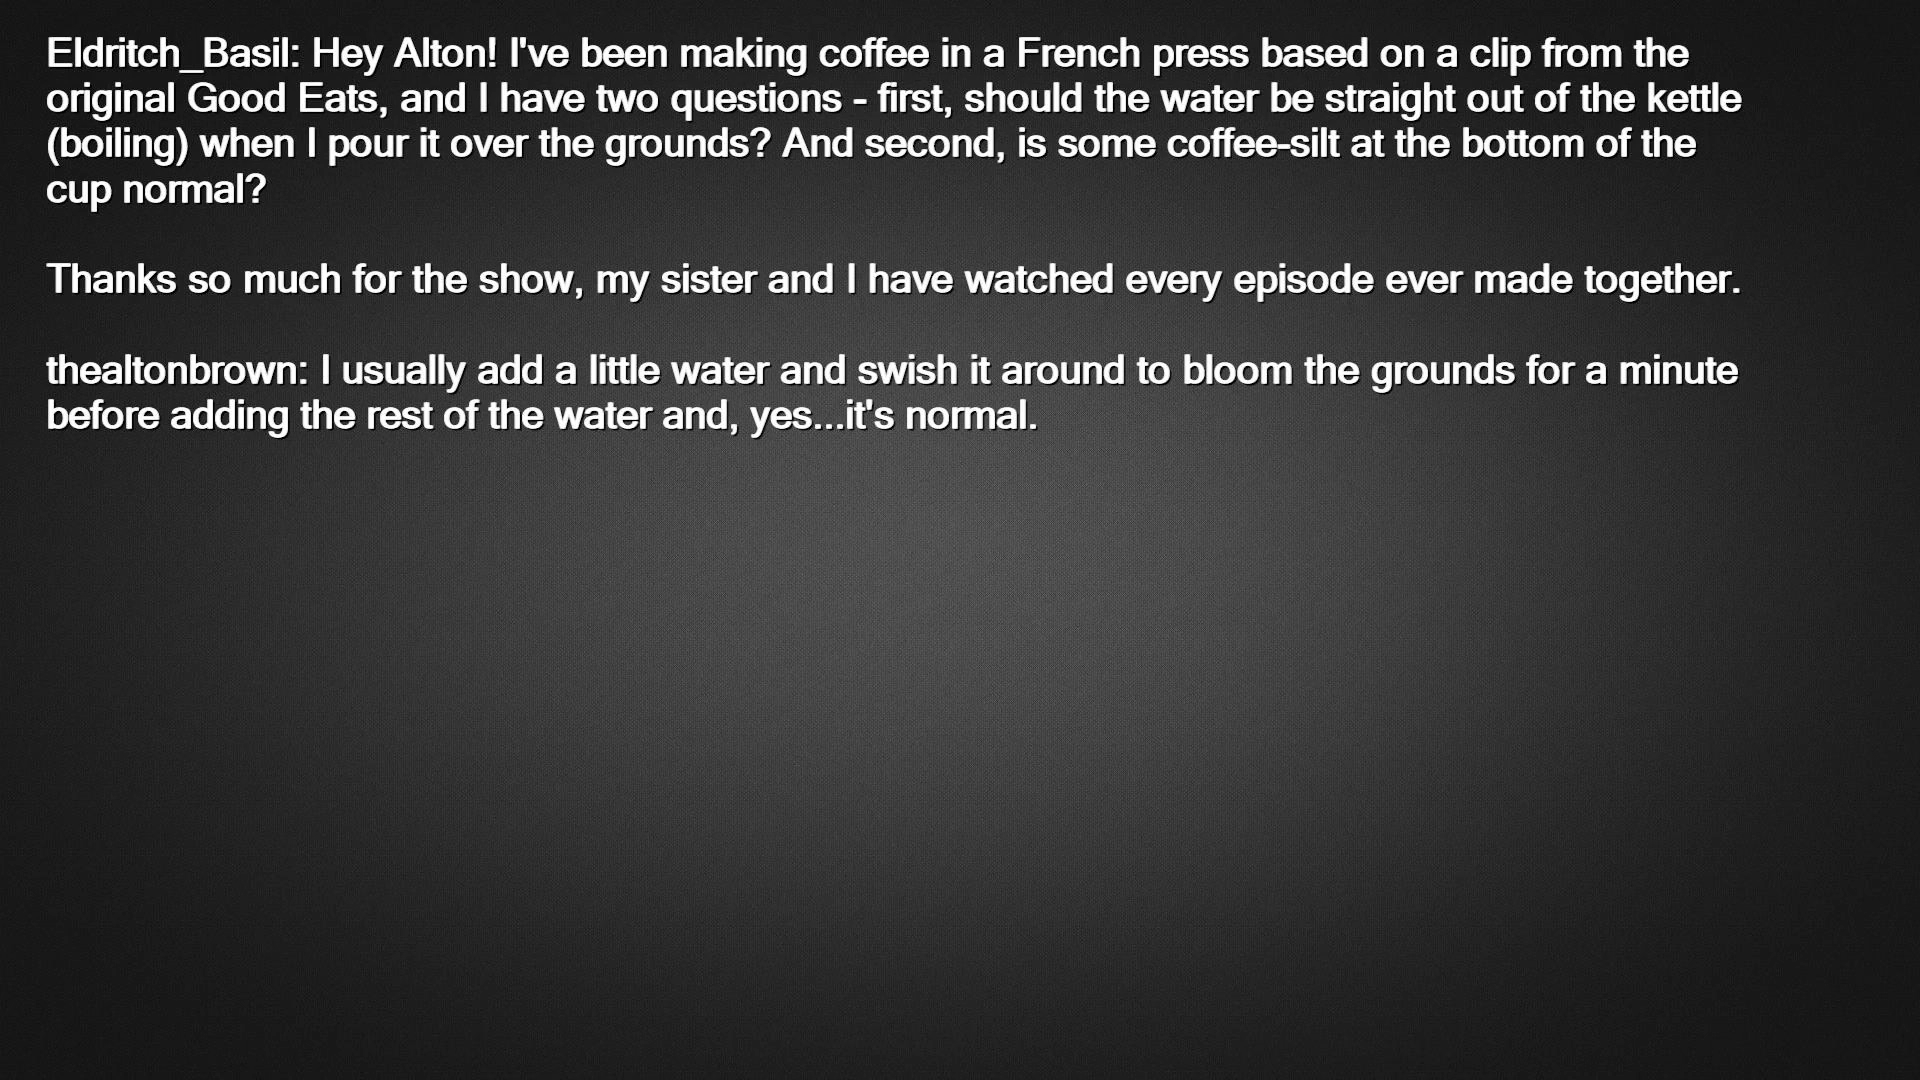 Eldritch_Basil: Hey Alton! I've been making coffee in a French press based on a clip from the
original Good Eats, and I have two questions - first, should the water be straight out of the kettle
(boiling) when I pour it over the grounds? And second, is some coffee-silt at the bottom of the
cup normal?
Thanks so much for the show, my sister and I have watched every episode ever made together.
thealtonbrown: I usually add a little water and swish it around to bloom the grounds for a minute
before adding the rest of the water and, yes...it's normal.